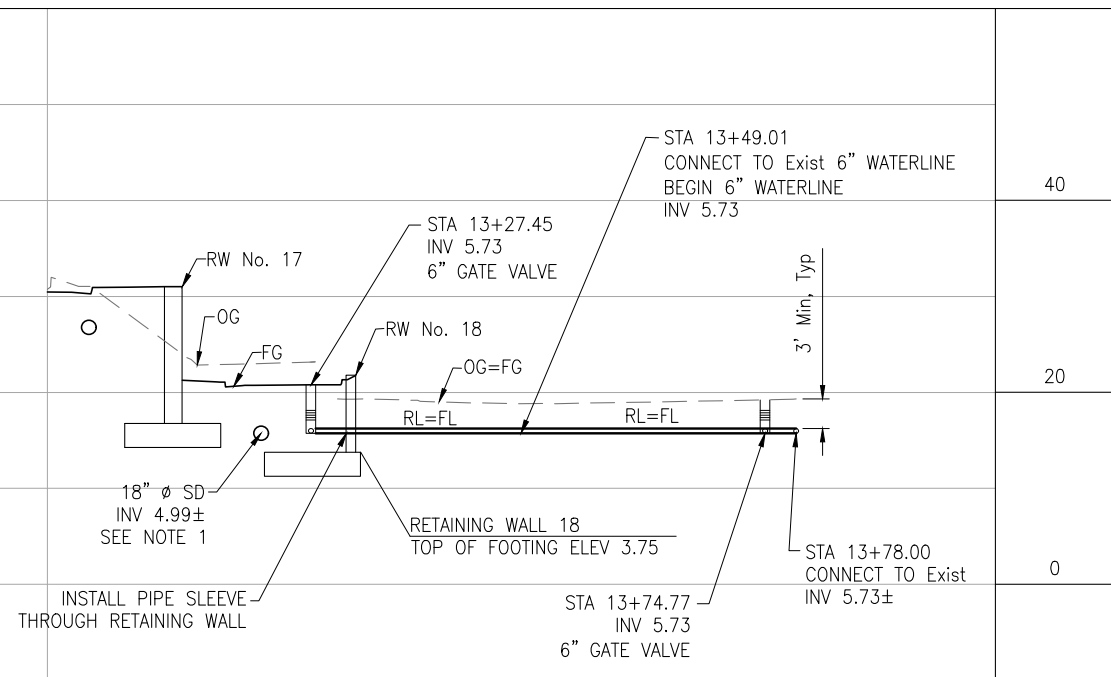 STA 13+49.01
CONNECT TO Exist 6” WATERLINE
BEGIN 6” WATERLINE
INV 5.73
40
STA 13+27.45
INV 5.73
6” GATE VALVE
RW No. 17
3' Min, Typ
OG
RW No. 18
FG
OG=FG
20
RL=FL
RL=FL
18” ø SD
INV 4.99±
SEE NOTE 1
RETAINING WALL 18
TOP OF FOOTING ELEV 3.75
STA 13+78.00
CONNECT TO Exist
INV 5.73±
0
INSTALL PIPE SLEEVE
THROUGH RETAINING WALL
STA 13+74.77
INV 5.73
6” GATE VALVE